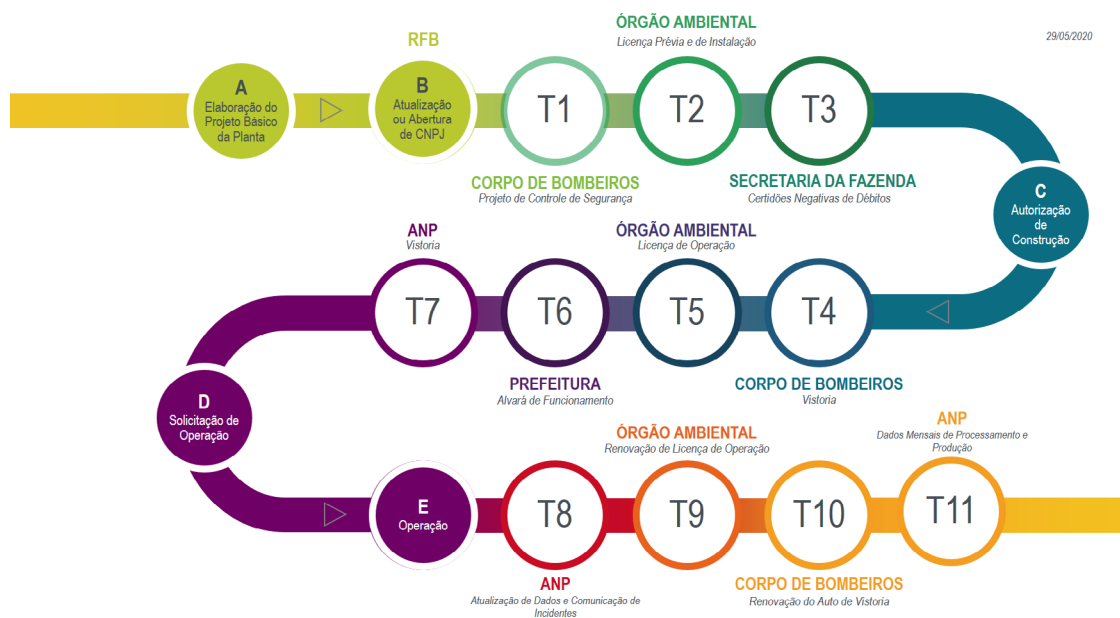 29/05/2020
RFB
ÓRGÃO AMBIENTAL
Licença Prévia e de Instalação
A
Elaboração do
Projeto Básico
da Planta
B
Atualização
ou Abertura
de CNPJ
T1
T2
T3
CORPO DE BOMBEIROS
Projeto de Controle de Segurança
SECRETARIA DA FAZENDA
Certidões Negativas de Débitos
C
Autorização
de
Construção
ANP
Vistoria
ÓRGÃO AMBIENTAL
Licença de Operação
T7
T6
T5
T4
PREFEITURA
Alvará de Funcionamento
CORPO DE BOMBEIROS
Vistoria
D
Solicitação de
Operação
ÓRGÃO AMBIENTAL
Renovação de Licença de Operação
ANP
Dados Mensais de Processamento e
Produção
E
Operação
T8
T9
T10
T11
ANP
Atualização de Dados e Comunicação de
Incidentes
CORPO DE BOMBEIROS
Renovação do Auto de Vistoria